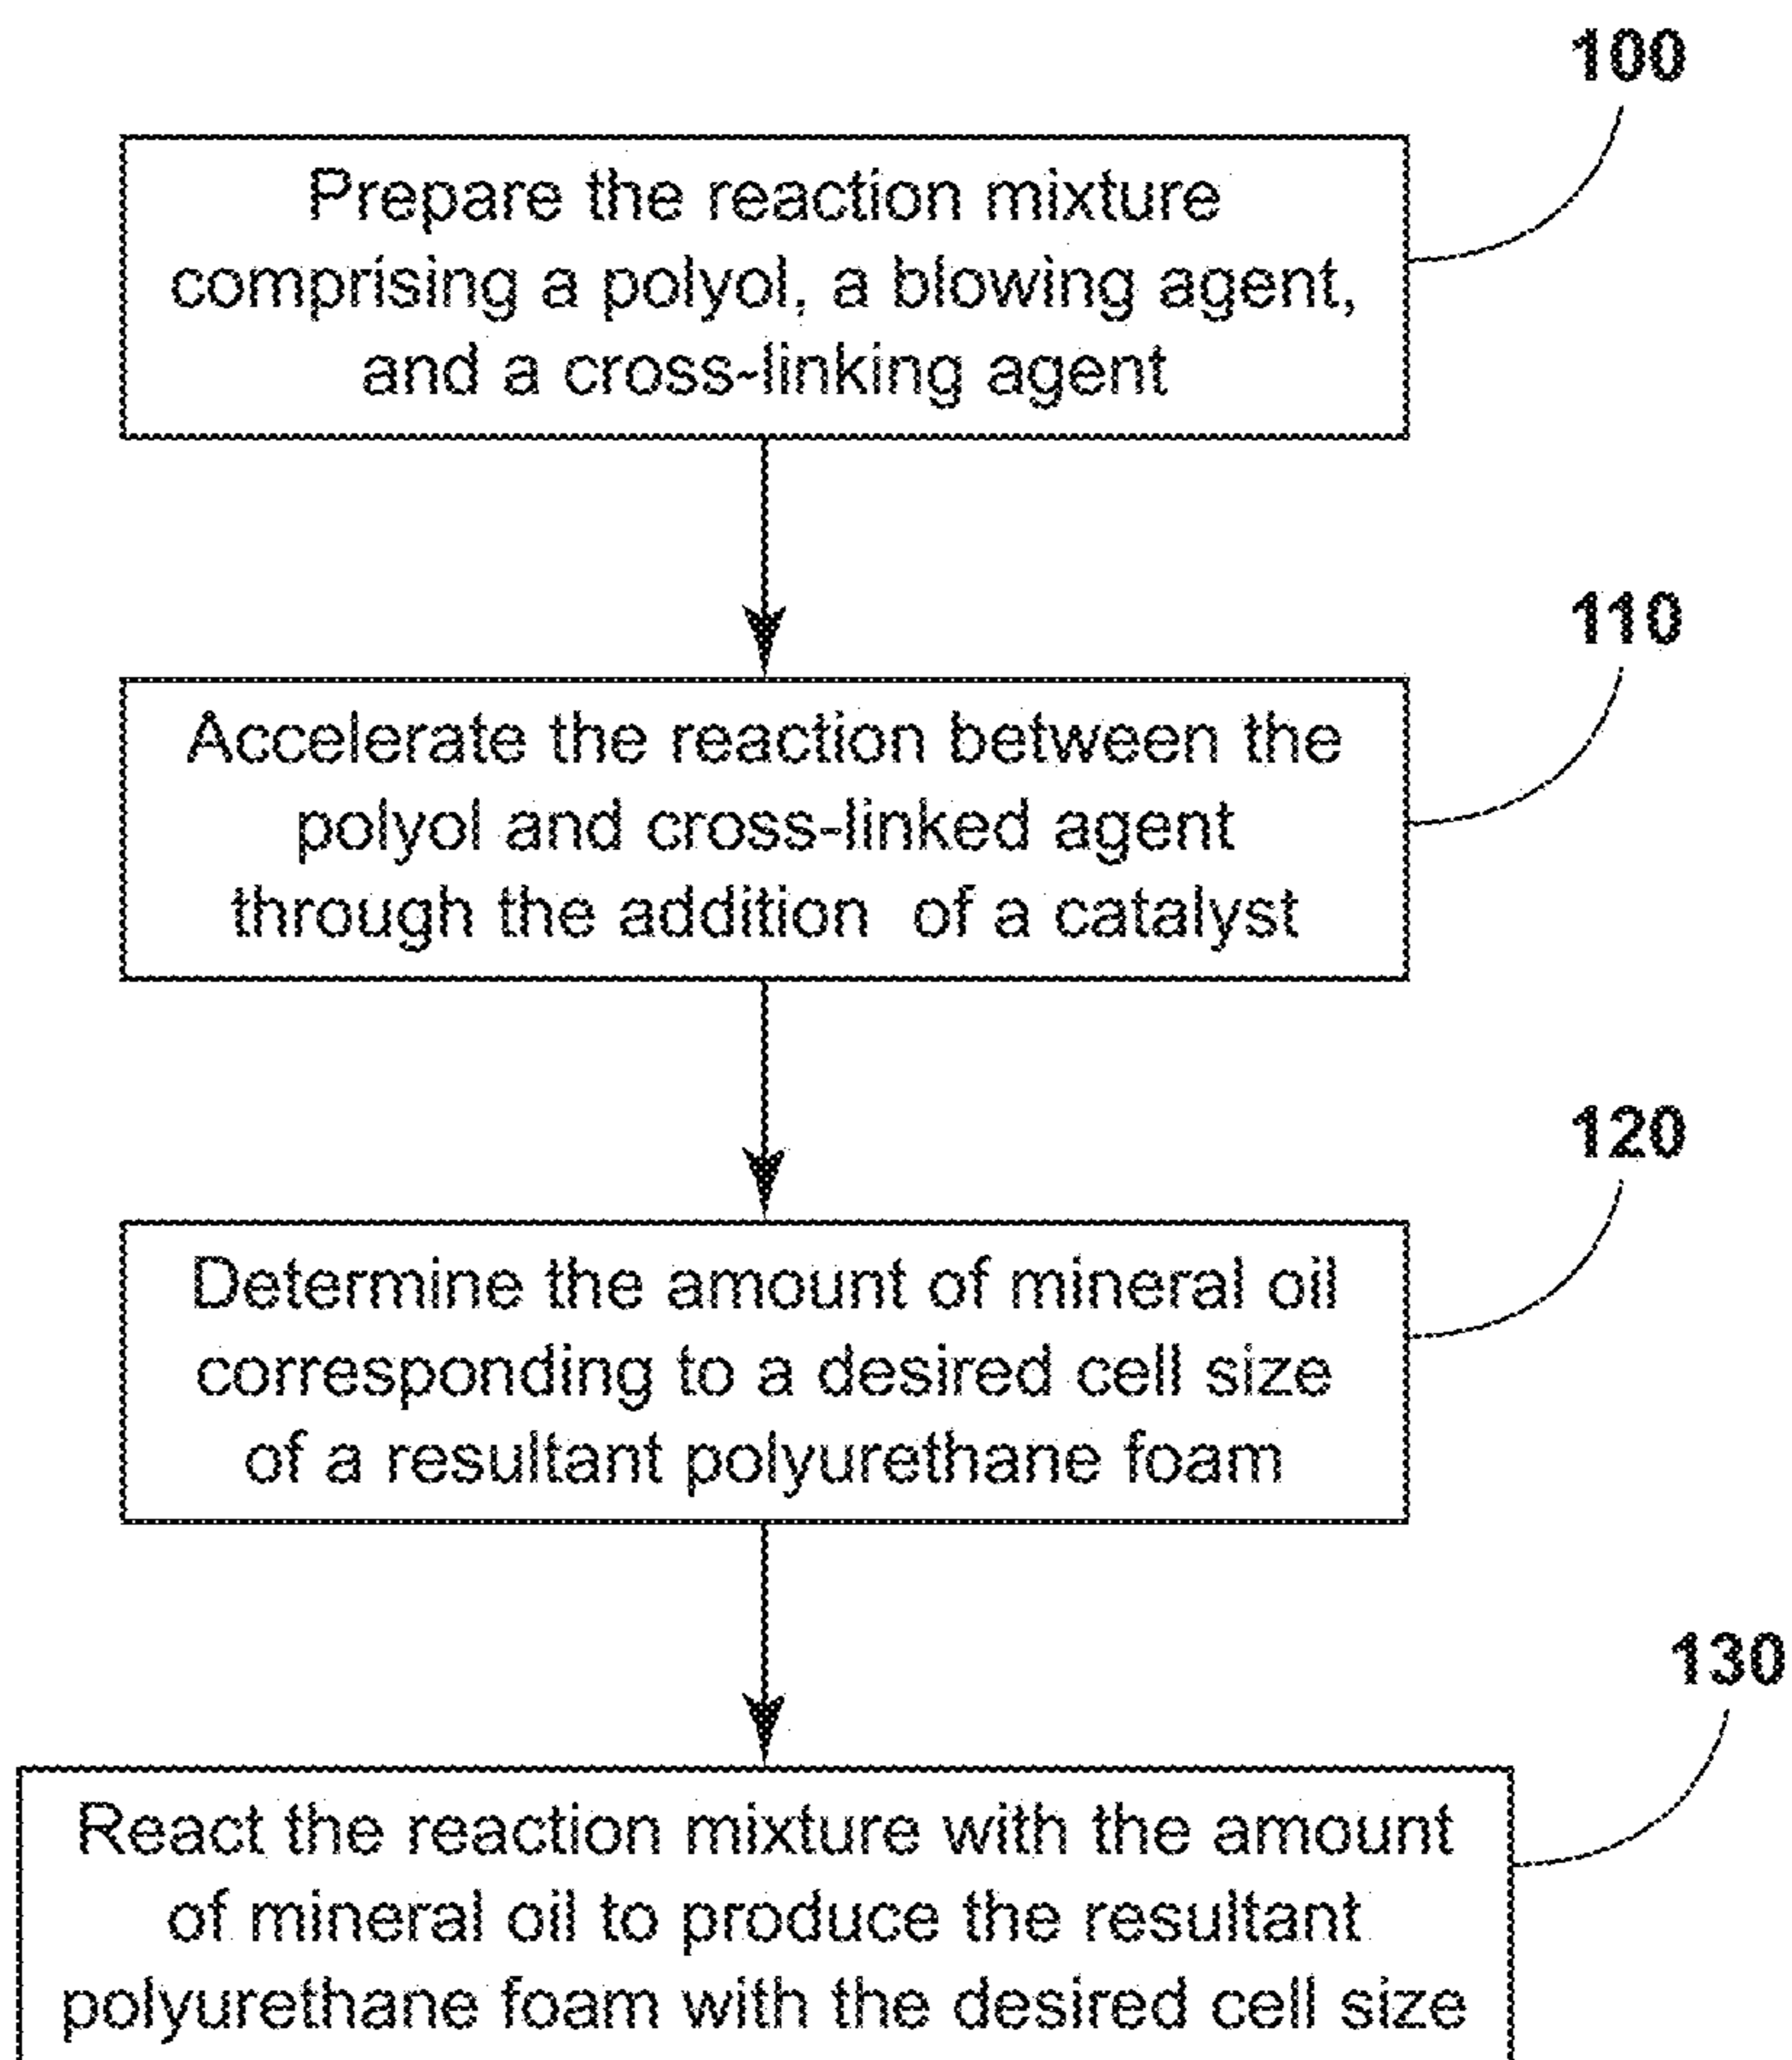 100
Prepare the reaction mixture
comprising a polyol, a blowing agent,
and a cross-linking agent
110
Accelerate the reaction between the
polyol and cross-linked agent
through the addition of a catalyst
120
Determine the amount of mineral oil
corresponding to a desired cell size
of a resultant polyurethane foam
130
React the reaction mixture with the amount
of mineral oil to produce the resultant
polyurethane foam with the desired cell size